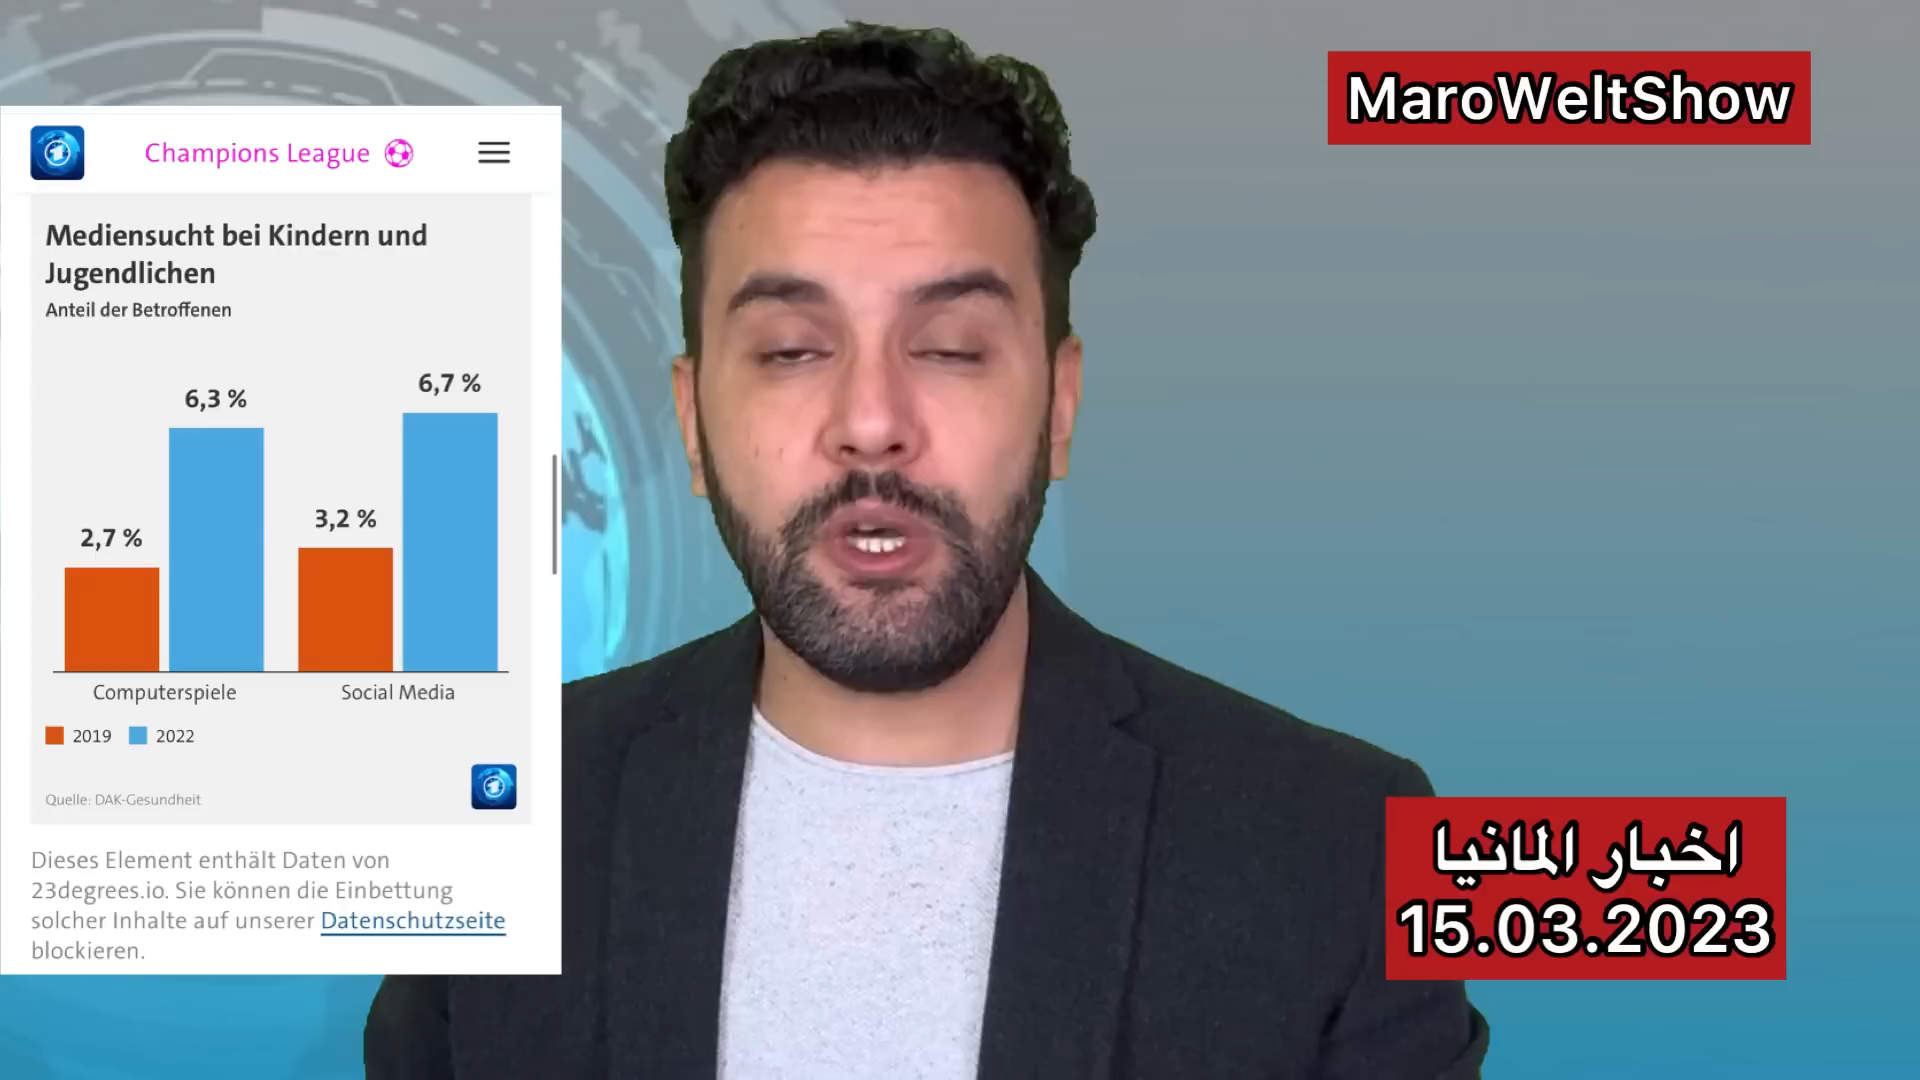 MaroWeltShow
Champions League
Mediensucht bei Kindern und
Jugendlichen
Anteil der Betroffenen
6,3 %
6,7 %
2,7 %
3,2 %
Computerspiele
Social Media
2019
2022
Quelle: DAK-Gesundheit
Dieses Element enthält Daten von
23degrees.io. Sie können die Einbettung
solcher Inhalte auf unserer Datenschutzseite
blockieren.
اخبار المانيا
15.03.2023